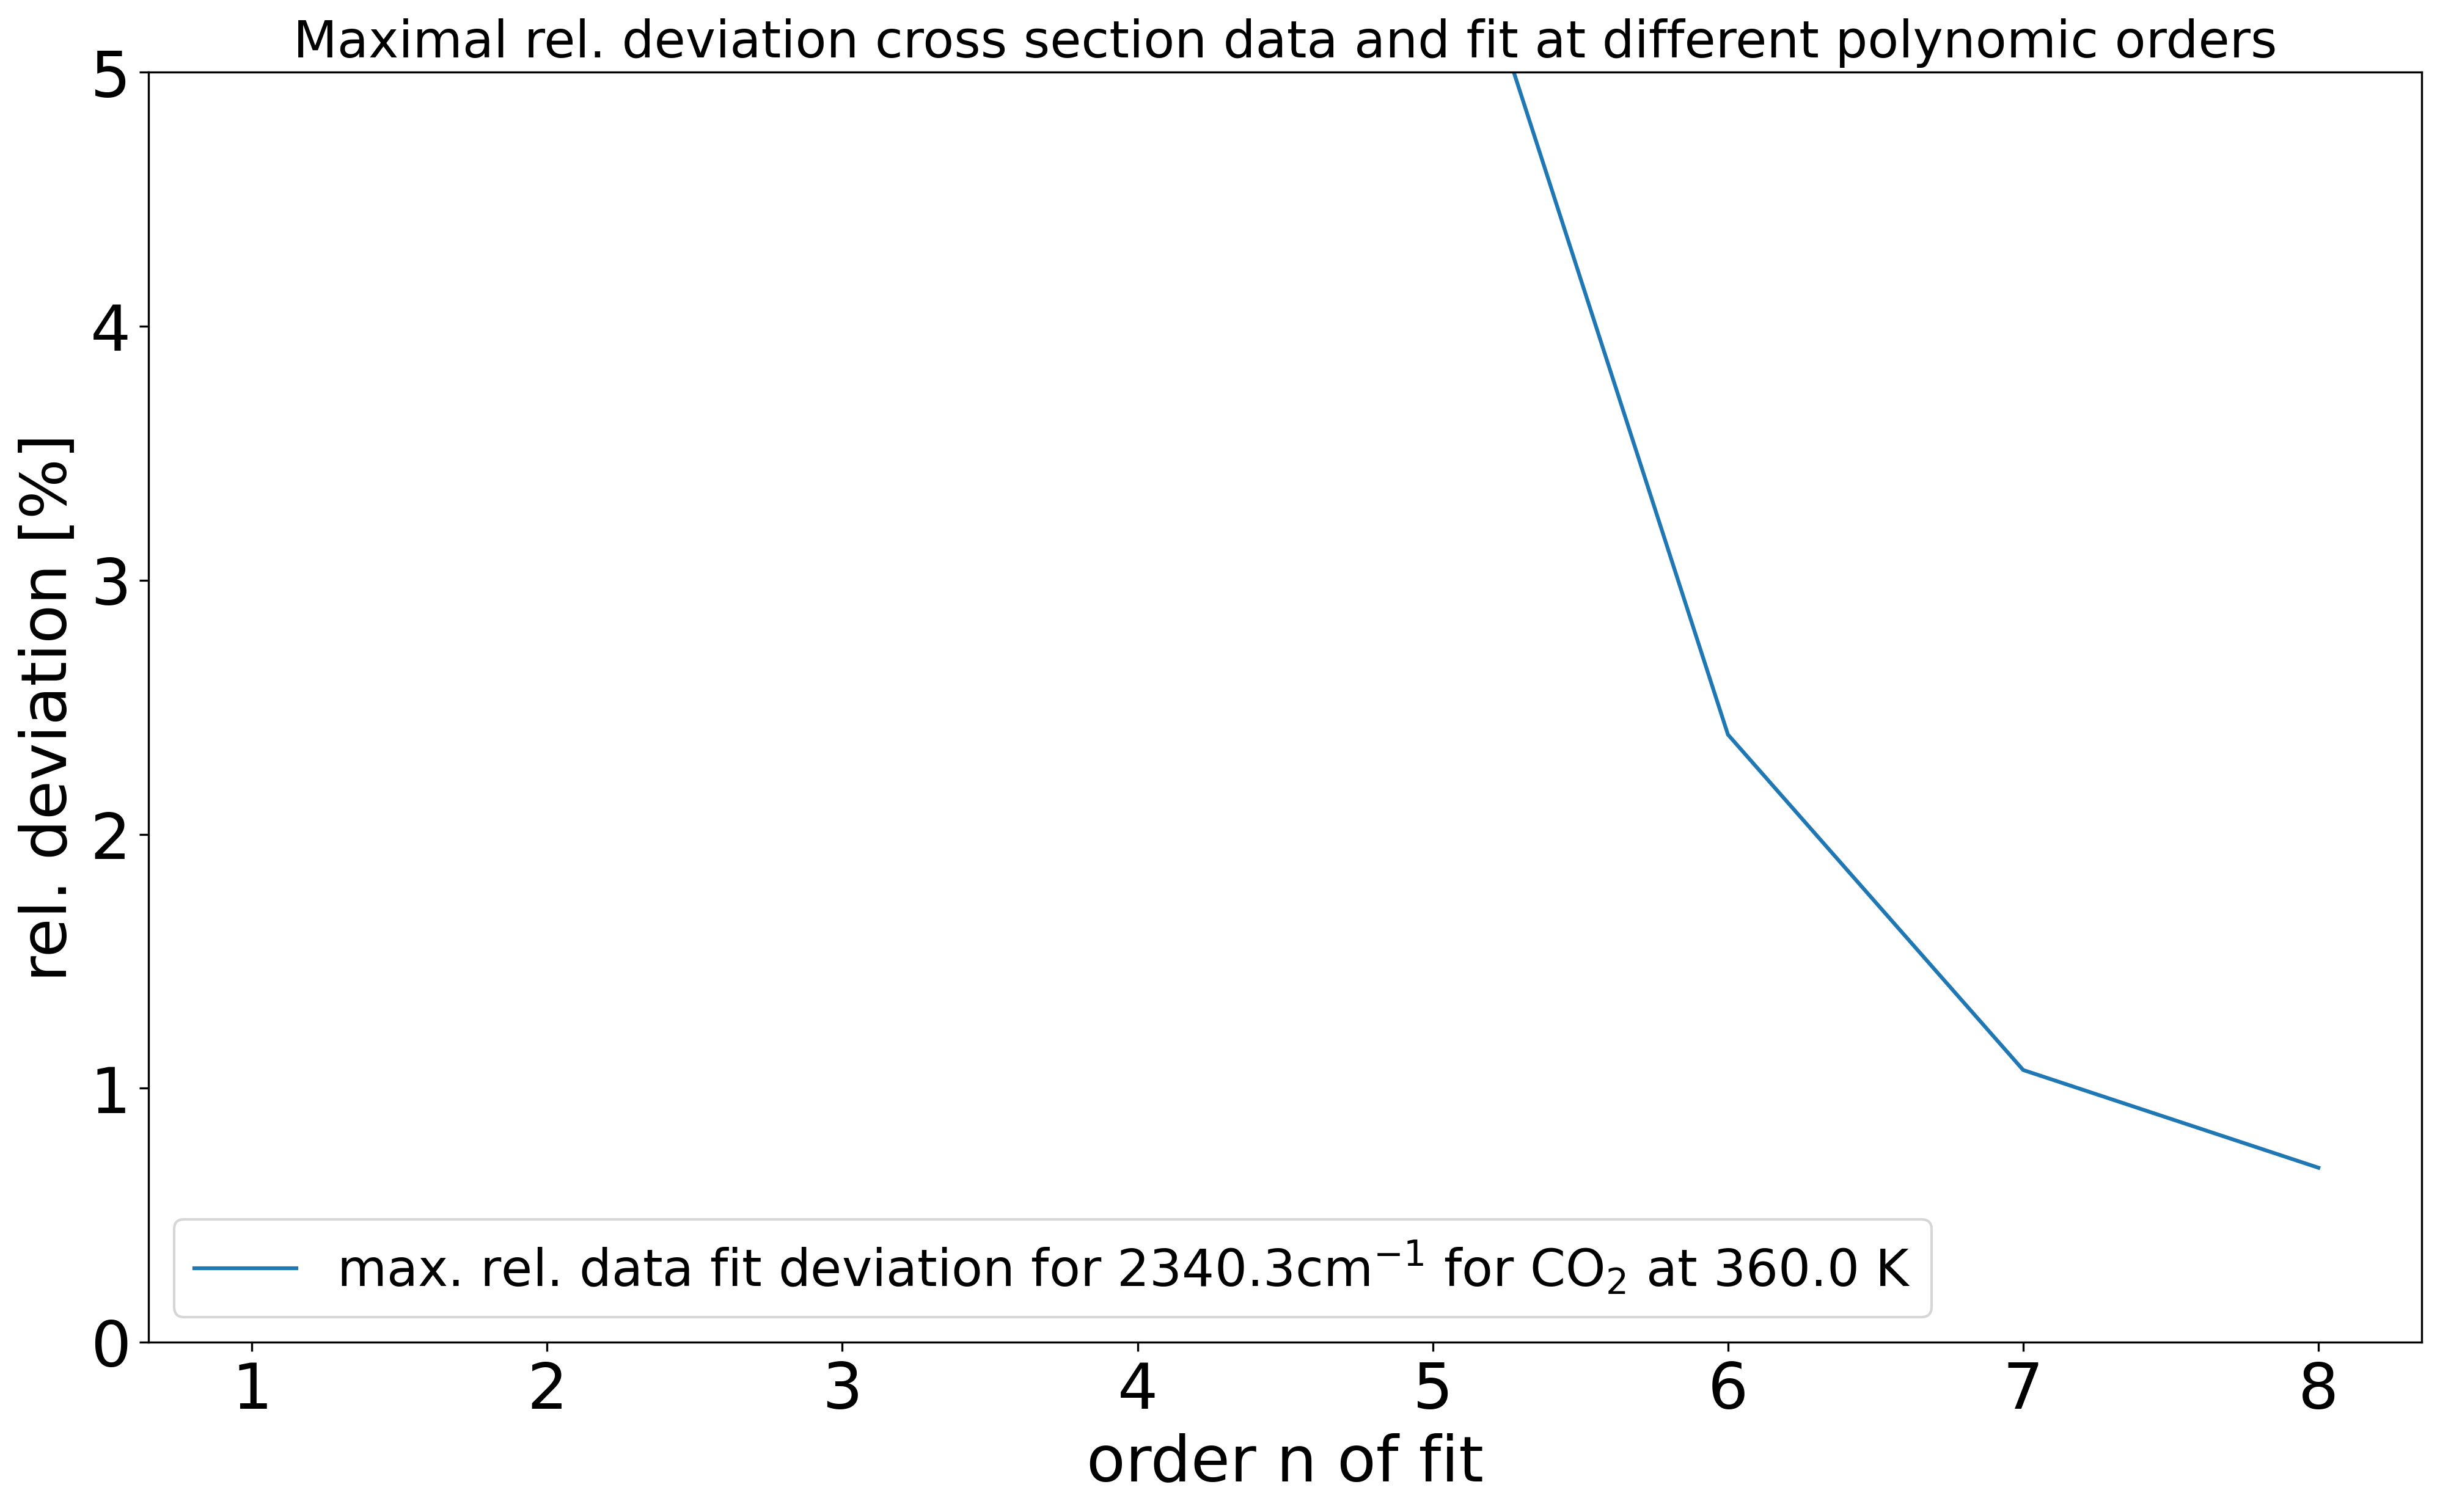 Maximal rel. deviation cross section data and fit at different polynomic orders
5
4
3
2
1
0
rel. deviation [%]
max. rel. data fit deviation for 2340.3cm⁻¹ for CO₂ at 360.0 K
1 2 3 4 5 6 7 8
order n of fit